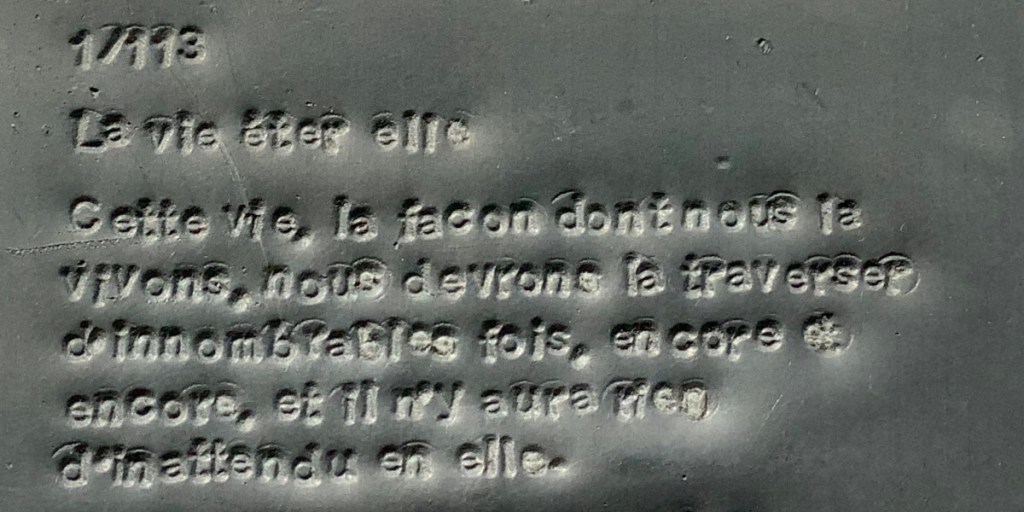 1/113
La vie éter elle
Cette vie, la facon dont nous la
vivons, nous devrons la traverser
d'innombrables fois, encore et
encore, et il n'y aura rien
d'inattendu en elle.